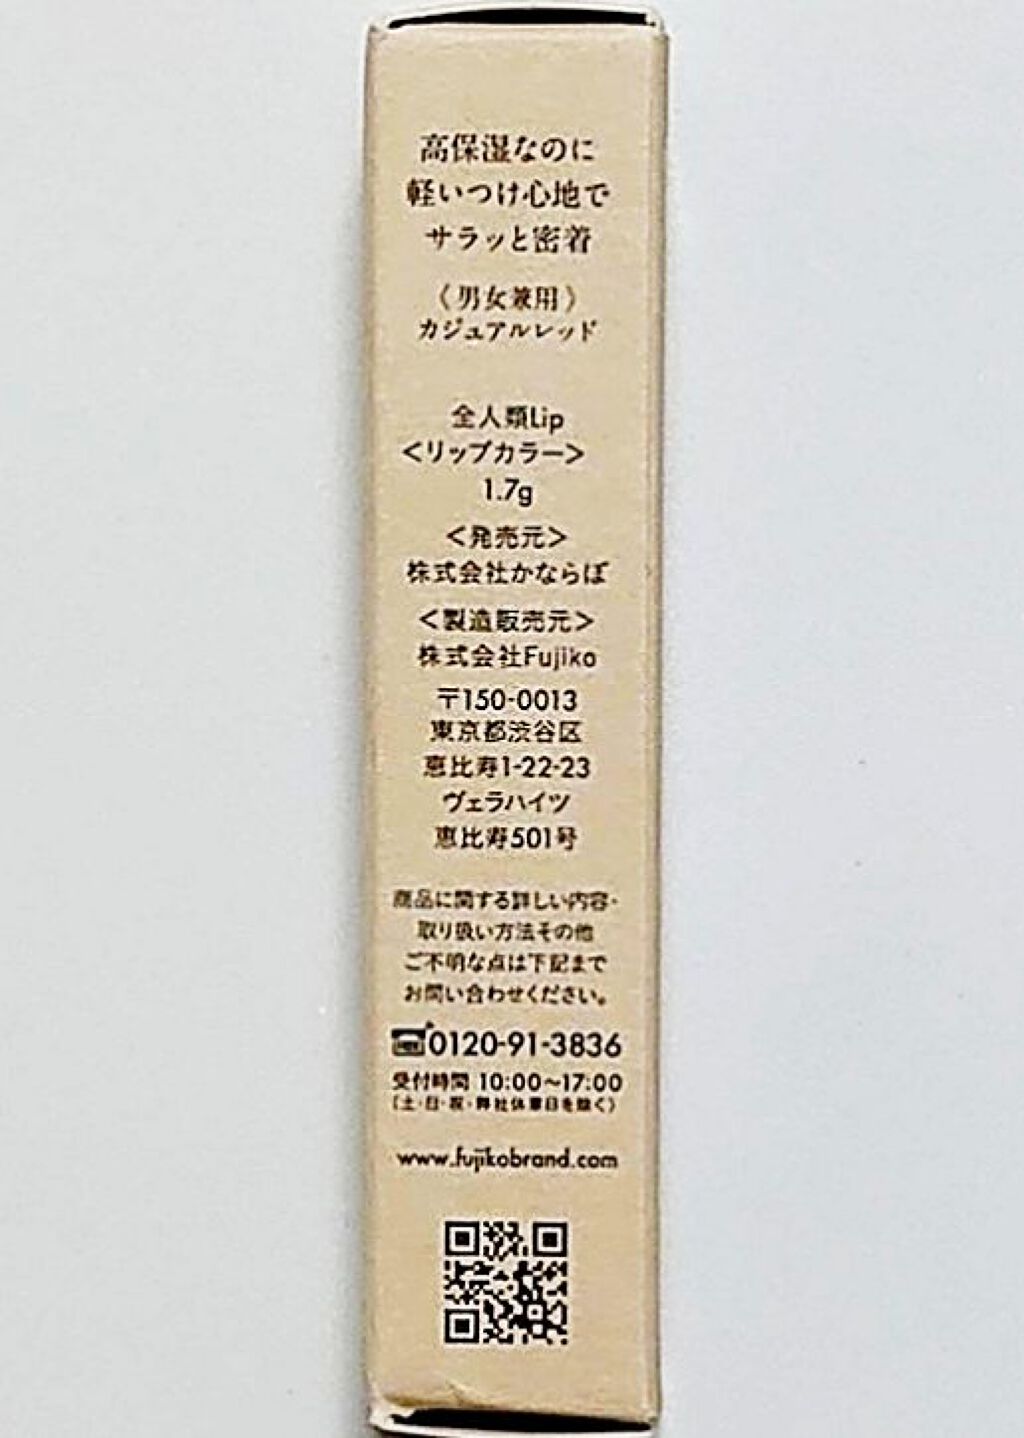 高保湿なのに
軽いつけ心地で
サラッと密着
《男女兼用》
カジュアルレッド
全人類Lip
<リップカラー>
1.7g
<発売元>
株式会社かならぼ
<製造販売元>
株式会社Fujiko
〒150-0013
東京都渋谷区
恵比寿1-22-23
ヴェラハイツ
恵比寿501号
商品に関する詳しい内容・
取り扱い方法その他
ご不明な点は下記まで
お問い合わせください。
0120-91-3836
受付時間 10:00〜17:00
(土・日・祝・弊社休業日を除く)
www.fujikobrand.com